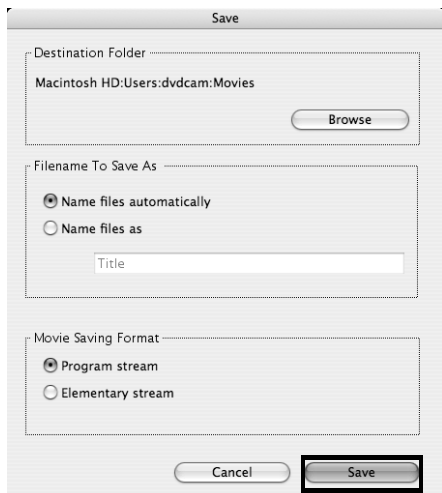 Save
Destination Folder
Macintosh HD:Users:dvdcam:Movies
Browse
Filename To Save As
Name files automatically
Name files as
Title
Movie Saving Format
Program stream
Elementary stream
Cancel
Save